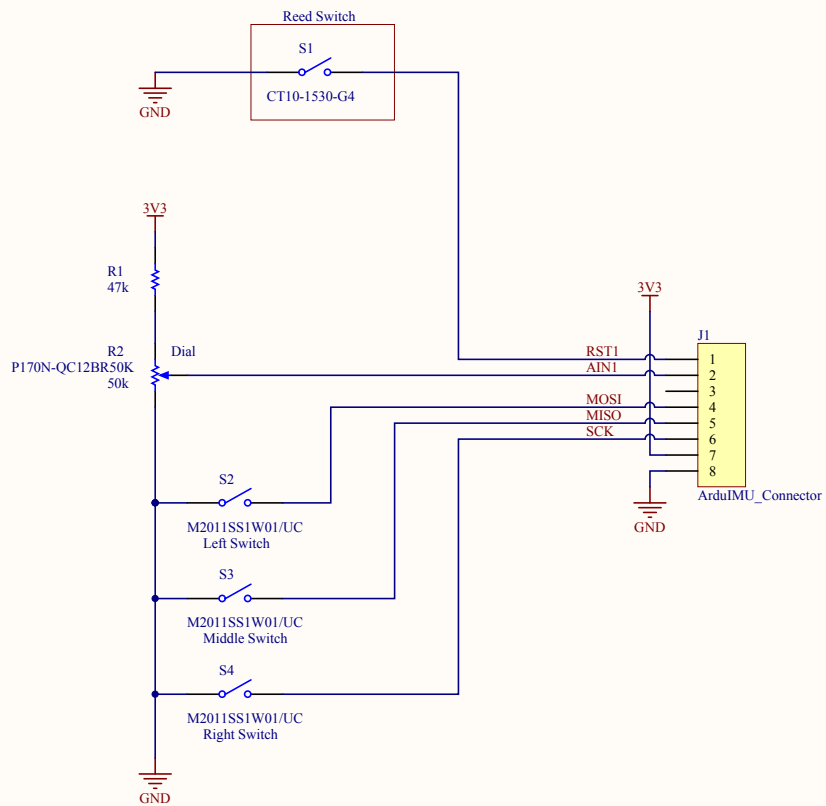 Reed Switch
S1
CT10-1530-G4
GND
3V3
R1
47k
R2
Dial
P170N-QC12BR50K
50k
3V3
J1
RST1
1
AIN1
2
3
MOSI
4
MISO
5
SCK
6
7
8
ArduIMU_Connector
GND
S2
M2011SS1W01/UC
Left Switch
S3
M2011SS1W01/UC
Middle Switch
S4
M2011SS1W01/UC
Right Switch
GND